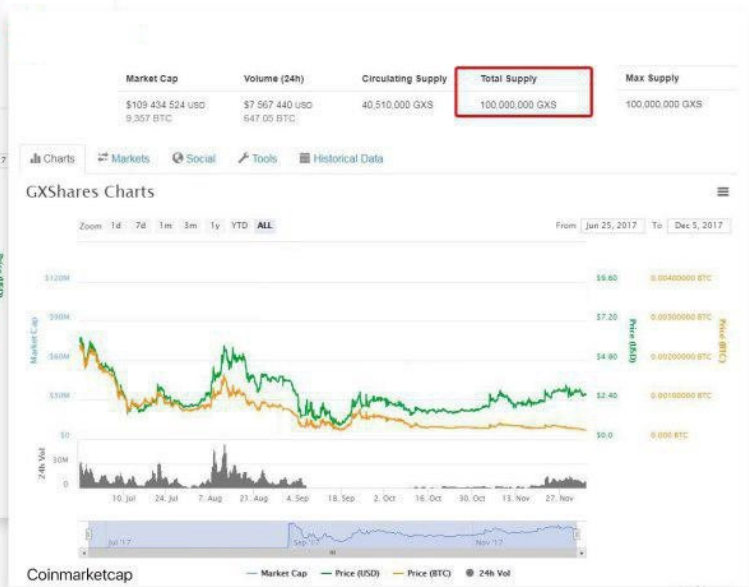 Market Cap Volume (24h) Circulating Supply Total Supply Max Supply
$109 434 524 USD $7 567 440 USD 40,510,000 GXS 100,000,000 GXS 100,000,000 GXS
9,357 BTC 647.05 BTC
Charts Markets Social Tools Historical Data
GXShares Charts
Zoom 1d 7d 1m 3m 1y YTD ALL From Jun 25, 2017 To Dec 5, 2017
$120M $9.60 0.00400000 BTC
$90M $7.20 0.00300000 BTC
Market Cap
Price (USD)
Price (BTC)
$60M $4.80 0.00200000 BTC
$30M $2.40 0.00100000 BTC
$0 $0.0 0.000 BTC
24h Vol
30M
0
10. Jul 24. Jul 7. Aug 21. Aug 4. Sep 18. Sep 2. Oct 16. Oct 30. Oct 13. Nov 27. Nov
Jul '17 Sep '17 Nov '17
Coinmarketcap Market Cap Price (USD) Price (BTC) 24h Vol